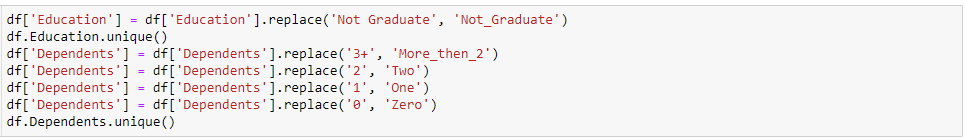 df['Education'] = df['Education'].replace('Not Graduate', 'Not_Graduate')
df.Education.unique()
df['Dependents'] = df['Dependents'].replace('3+', 'More_then_2')
df['Dependents'] = df['Dependents'].replace('2', 'Two')
df['Dependents'] = df['Dependents'].replace('1', 'One')
df['Dependents'] = df['Dependents'].replace('0', 'Zero')
df.Dependents.unique()